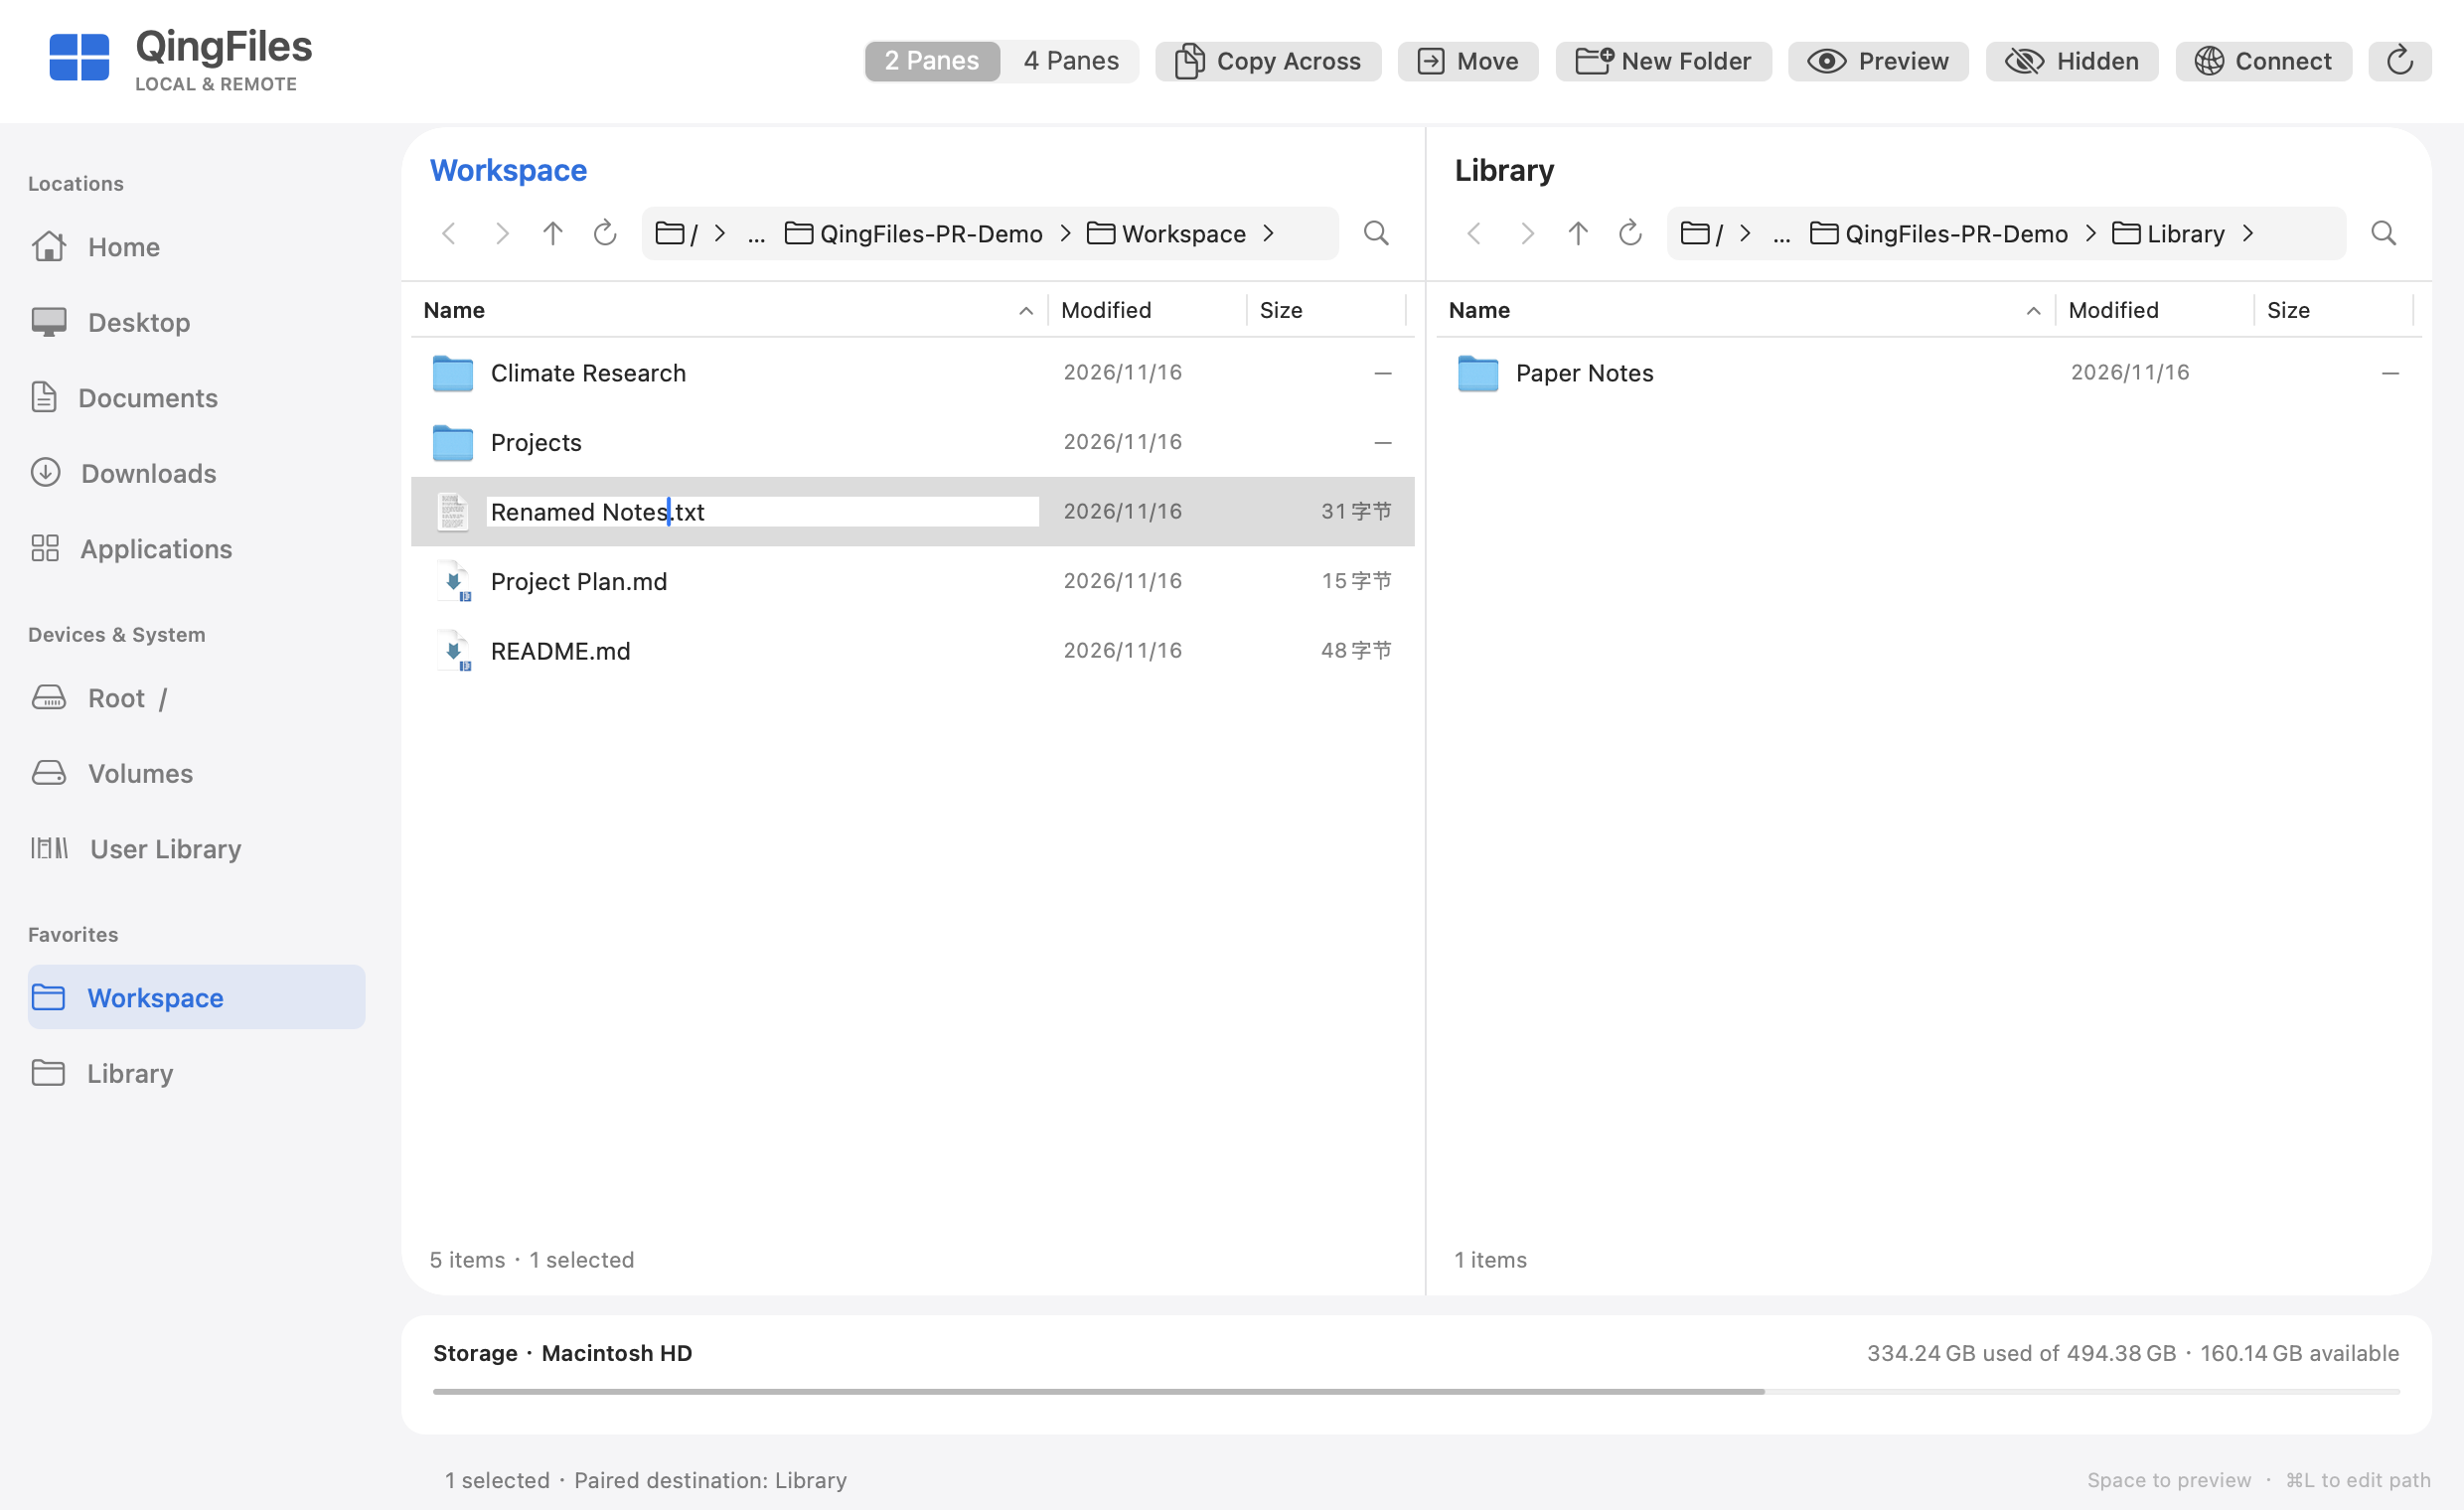 QingFiles
LOCAL & REMOTE
2 Panes 4 Panes Copy Across Move New Folder Preview Hidden Connect
Locations
Home
Desktop
Documents
Downloads
Applications
Devices & System
Root /
Volumes
User Library
Favorites
Workspace
Library
Workspace
/ ... QingFiles-PR-Demo Workspace
Name Modified Size
Climate Research 2026/11/16 —
Projects 2026/11/16 —
Renamed Notes.txt 2026/11/16 31 字节
Project Plan.md 2026/11/16 15 字节
README.md 2026/11/16 48 字节
5 items · 1 selected
Library
/ ... QingFiles-PR-Demo Library
Name Modified Size
Paper Notes 2026/11/16 —
1 items
Storage · Macintosh HD 334.24 GB used of 494.38 GB · 160.14 GB available
1 selected · Paired destination: Library Space to preview · ⌘L to edit path